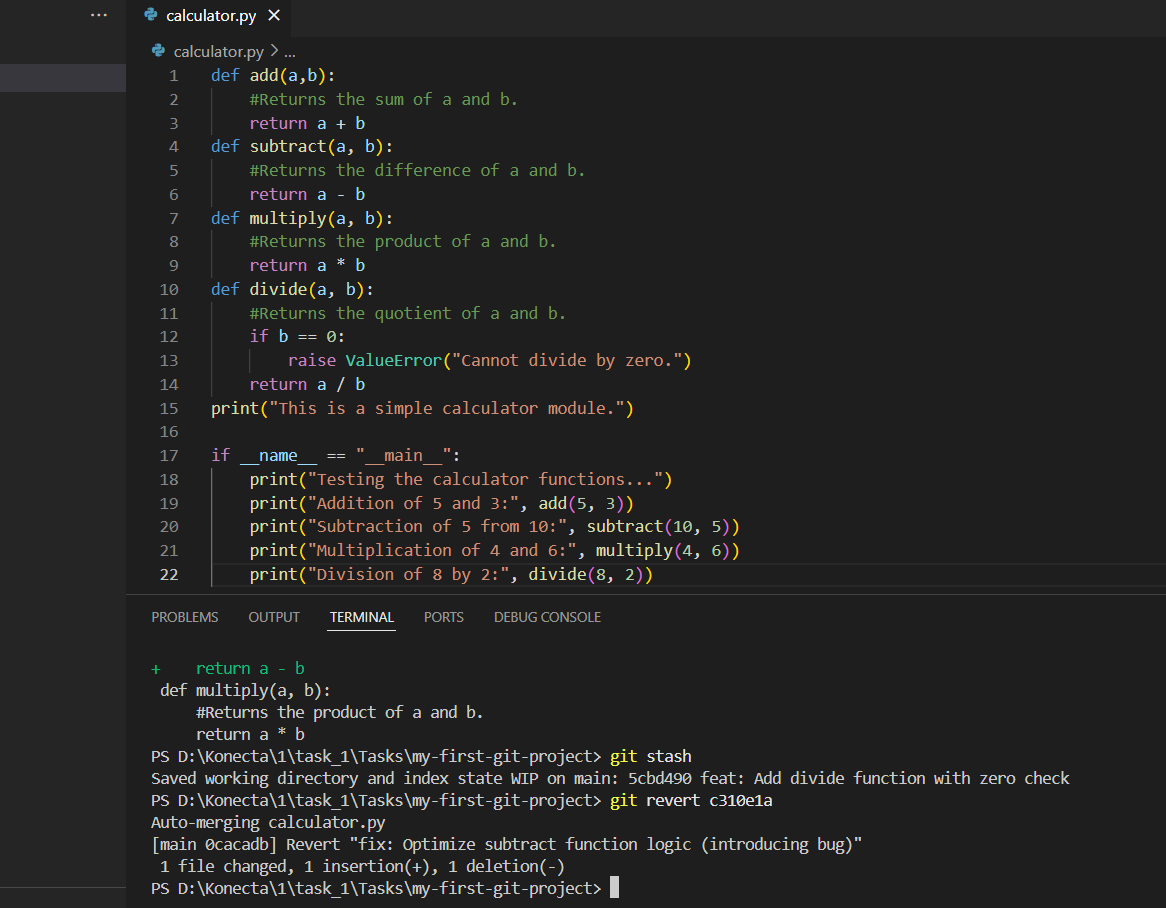 ...
calculator.py ×
calculator.py > ...
1 def add(a,b):
2     #Returns the sum of a and b.
3     return a + b
4 def subtract(a, b):
5     #Returns the difference of a and b.
6     return a - b
7 def multiply(a, b):
8     #Returns the product of a and b.
9     return a * b
10 def divide(a, b):
11     #Returns the quotient of a and b.
12     if b == 0:
13         raise ValueError("Cannot divide by zero.")
14     return a / b
15 print("This is a simple calculator module.")
16
17 if __name__ == "__main__":
18     print("Testing the calculator functions...")
19     print("Addition of 5 and 3:", add(5, 3))
20     print("Subtraction of 5 from 10:", subtract(10, 5))
21     print("Multiplication of 4 and 6:", multiply(4, 6))
22     print("Division of 8 by 2:", divide(8, 2))
PROBLEMS OUTPUT TERMINAL PORTS DEBUG CONSOLE
+    return a - b
 def multiply(a, b):
     #Returns the product of a and b.
     return a * b
PS D:\Konecta\1\task_1\Tasks\my-first-git-project> git stash
Saved working directory and index state WIP on main: 5cbd490 feat: Add divide function with zero check
PS D:\Konecta\1\task_1\Tasks\my-first-git-project> git revert c310e1a
Auto-merging calculator.py
[main 0cacadb] Revert "fix: Optimize subtract function logic (introducing bug)"
 1 file changed, 1 insertion(+), 1 deletion(-)
PS D:\Konecta\1\task_1\Tasks\my-first-git-project>